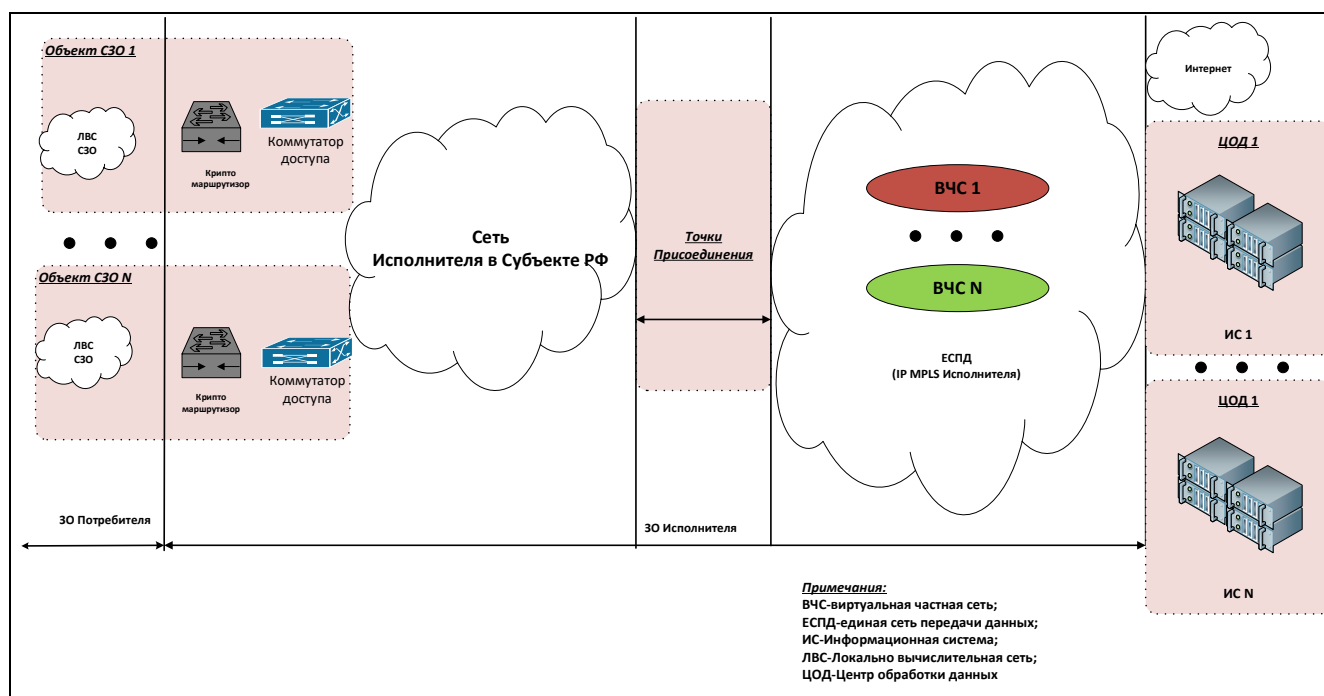 Объект СЗО 1
ЛВС
СЗО
Крипто
маршрутизор
Коммутатор
доступа
Объект СЗО N
ЛВС
СЗО
Крипто
маршрутизор
Коммутатор
доступа
Сеть
Исполнителя в Субъекте РФ
Точки
Присоединения
ВЧС 1
ВЧС N
ЕСПД
(IP MPLS Исполнителя)
Интернет
ЦОД 1
ИС 1
ЦОД 1
ИС N
ЗО Потребителя
ЗО Исполнителя
Примечания:
ВЧС-виртуальная частная сеть;
ЕСПД-единая сеть передачи данных;
ИС-Информационная система;
ЛВС-Локально вычислительная сеть;
ЦОД-Центр обработки данных